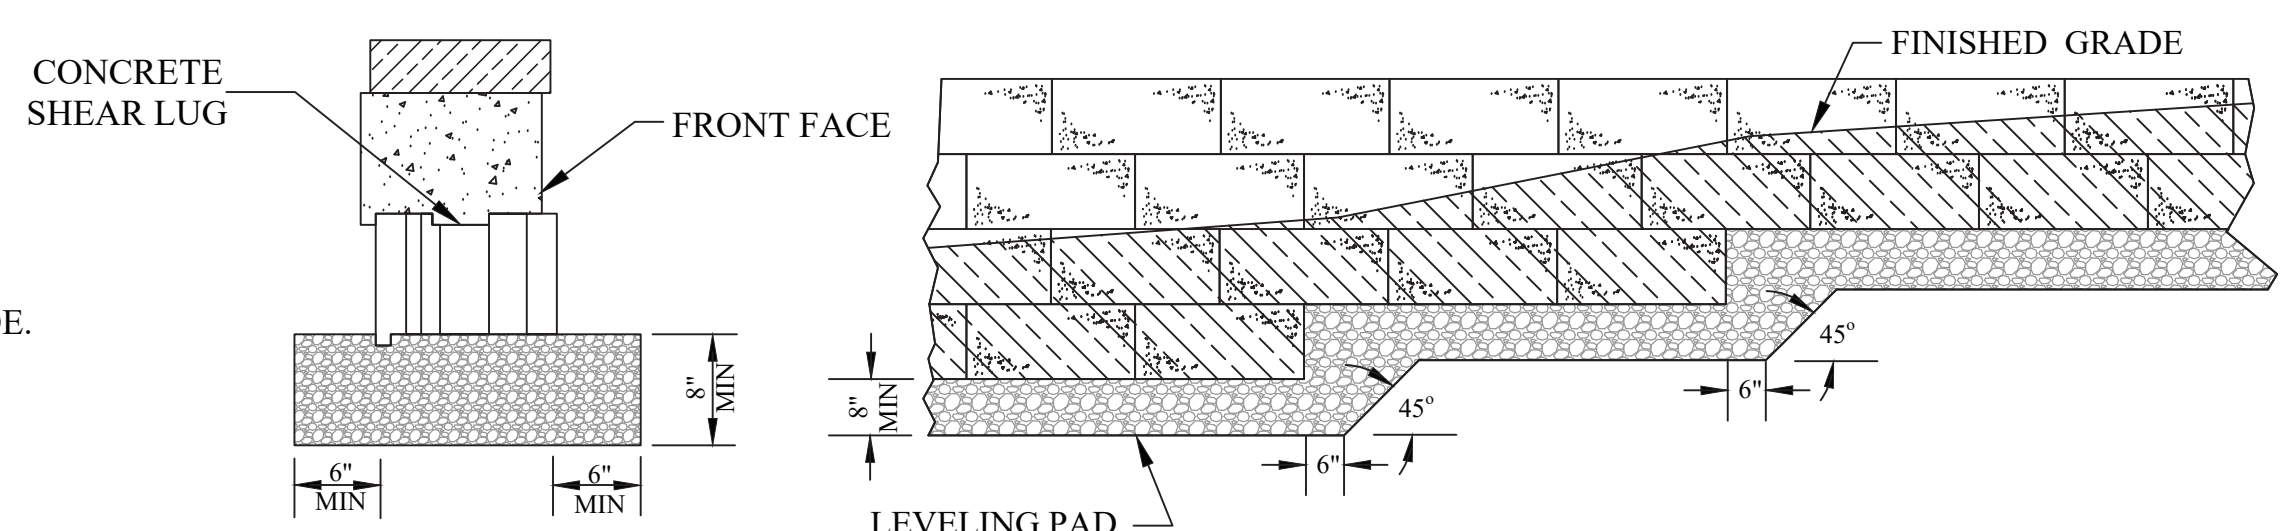 CONCRETE
SHEAR LUG
FRONT FACE
8"
MIN
6"
MIN
6"
MIN
FINISHED GRADE
45°
6"
45°
6"
8"
MIN
LEVELING PAD